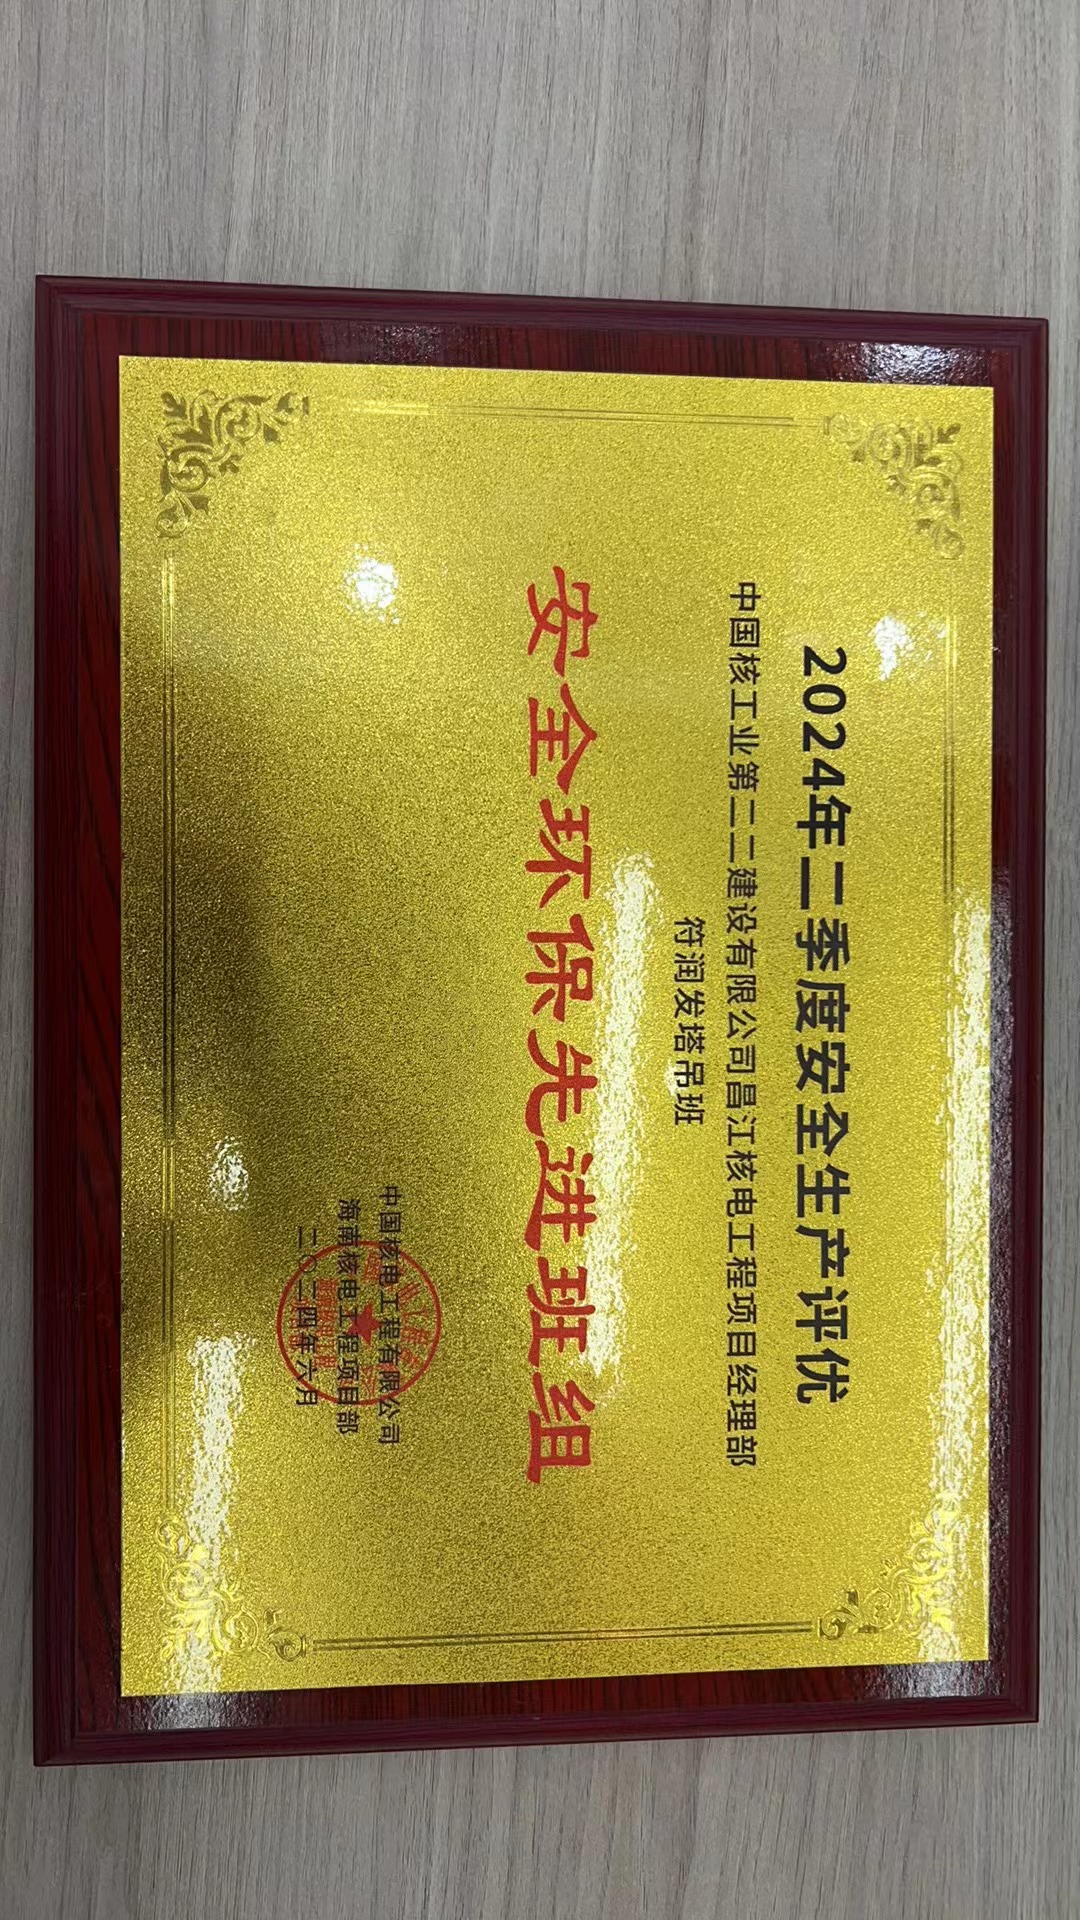 2024年二季度安全生产评优
中国核工业第二二建设有限公司昌江核电工程项目经理部
符润发塔吊班
安全环保先进班组
中国核电工程有限公司
海南核电工程项目部
二〇二四年六月